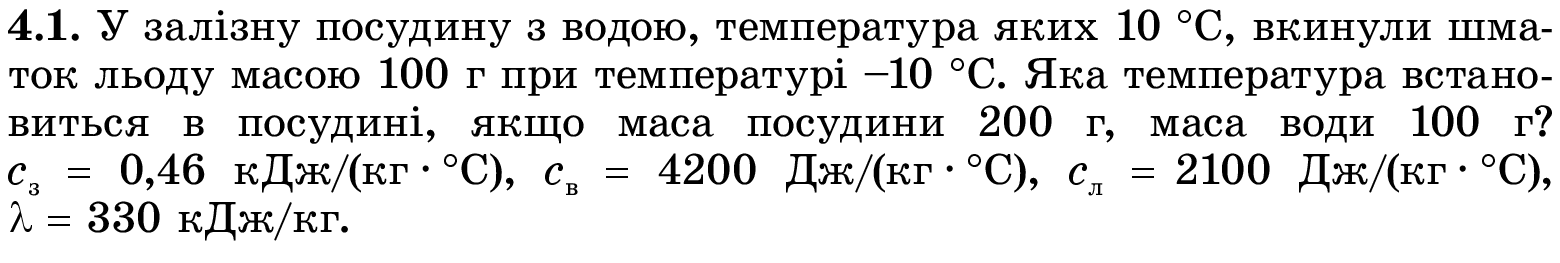 4.1. У залізну посудину з водою, температура яких 10 °С, вкинули шма-
ток льоду масою 100 г при температурі –10 °С. Яка температура встано-
виться в посудині, якщо маса посудини 200 г, маса води 100 г?
cз = 0,46 кДж/(кг · °С), cв = 4200 Дж/(кг · °С), cл = 2100 Дж/(кг · °С),
λ = 330 кДж/кг.